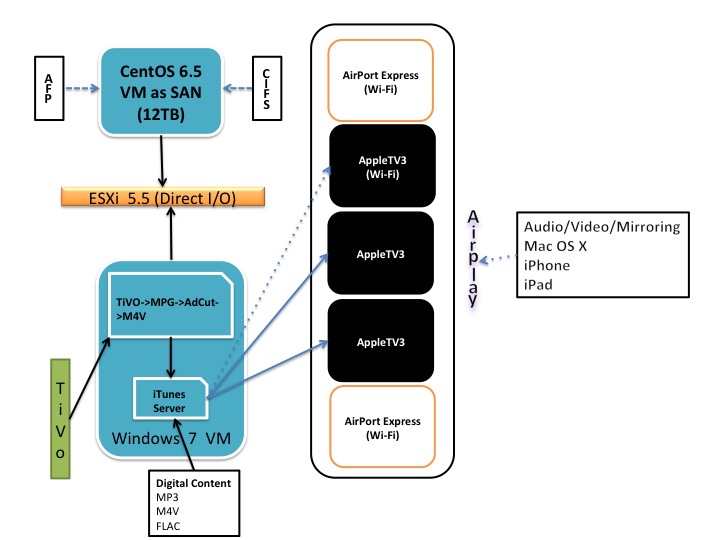 AFP
CentOS 6.5
VM as SAN
(12TB)
CIFS
ESXi 5.5 (Direct I/O)
TiVO->MPG->AdCut-
->M4V
iTunes
Server
Windows 7 VM
TiVo
Digital Content
MP3
M4V
FLAC
AirPort Express
(Wi-Fi)
AppleTV3
(Wi-Fi)
AppleTV3
AppleTV3
AirPort Express
(Wi-Fi)
Airplay
Audio/Video/Mirroring
Mac OS X
iPhone
iPad